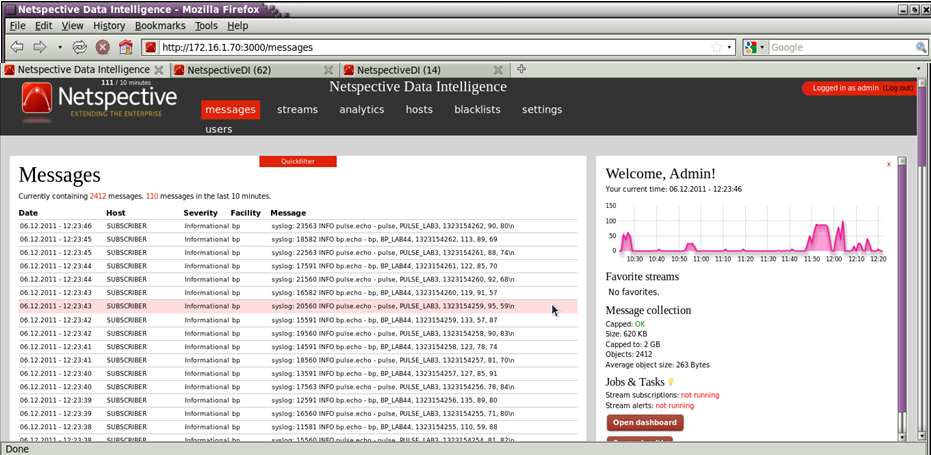 Netspective Data Intelligence - Mozilla Firefox
File Edit View History Bookmarks Tools Help
http://172.16.1.70:3000/messages
Google
Netspective Data Intelligence
NetspectiveDI (62)
NetspectiveDI (14)
111 / 10 minutes
Netspective
EXTENDING THE ENTERPRISE
Netspective Data Intelligence
Logged in as admin (Log out)
messages streams analytics hosts blacklists settings
users
Quickfilter
Messages
Currently containing 2412 messages. 110 messages in the last 10 minutes.
Date Host Severity Facility Message
06.12.2011 - 12:23:46 SUBSCRIBER Informational bp syslog: 23563 INFO pulse.echo - pulse, PULSE_LAB3, 1323154262, 90, 80\n
06.12.2011 - 12:23:45 SUBSCRIBER Informational bp syslog: 18582 INFO bp.echo - bp, BP_LAB44, 1323154262, 113, 89, 69
06.12.2011 - 12:23:45 SUBSCRIBER Informational bp syslog: 22563 INFO pulse.echo - pulse, PULSE_LAB3, 1323154261, 88, 74\n
06.12.2011 - 12:23:44 SUBSCRIBER Informational bp syslog: 17591 INFO bp.echo - bp, BP_LAB44, 1323154261, 122, 85, 70
06.12.2011 - 12:23:44 SUBSCRIBER Informational bp syslog: 21560 INFO pulse.echo - pulse, PULSE_LAB3, 1323154260, 92, 68\n
06.12.2011 - 12:23:43 SUBSCRIBER Informational bp syslog: 16582 INFO bp.echo - bp, BP_LAB44, 1323154260, 119, 91, 57
06.12.2011 - 12:23:43 SUBSCRIBER Informational bp syslog: 20560 INFO pulse.echo - pulse, PULSE_LAB3, 1323154259, 95, 59\n
06.12.2011 - 12:23:42 SUBSCRIBER Informational bp syslog: 15591 INFO bp.echo - bp, BP_LAB44, 1323154259, 133, 57, 87
06.12.2011 - 12:23:42 SUBSCRIBER Informational bp syslog: 19560 INFO pulse.echo - pulse, PULSE_LAB3, 1323154258, 90, 83\n
06.12.2011 - 12:23:41 SUBSCRIBER Informational bp syslog: 14591 INFO bp.echo - bp, BP_LAB44, 1323154258, 123, 78, 74
06.12.2011 - 12:23:41 SUBSCRIBER Informational bp syslog: 18560 INFO pulse.echo - pulse, PULSE_LAB3, 1323154257, 81, 70\n
06.12.2011 - 12:23:40 SUBSCRIBER Informational bp syslog: 13591 INFO bp.echo - bp, BP_LAB44, 1323154257, 127, 85, 91
06.12.2011 - 12:23:40 SUBSCRIBER Informational bp syslog: 17563 INFO pulse.echo - pulse, PULSE_LAB3, 1323154256, 78, 84\n
06.12.2011 - 12:23:39 SUBSCRIBER Informational bp syslog: 12591 INFO bp.echo - bp, BP_LAB44, 1323154256, 135, 89, 80
06.12.2011 - 12:23:39 SUBSCRIBER Informational bp syslog: 16560 INFO pulse.echo - pulse, PULSE_LAB3, 1323154255, 71, 80\n
06.12.2011 - 12:23:38 SUBSCRIBER Informational bp syslog: 11581 INFO bp.echo - bp, BP_LAB44, 1323154255, 110, 59, 88
06.12.2011 - 12:23:38 SUBSCRIBER Informational bp syslog: 15560 INFO pulse.echo - pulse, PULSE_LAB3, 1323154254, 81, 82\n
x
Welcome, Admin!
Your current time: 06.12.2011 - 12:23:46
150
100
50
0
10:30 10:40 10:50 11:00 11:10 11:20 11:30 11:40 11:50 12:00 12:10 12:20
Favorite streams
No favorites.
Message collection
Capped: OK
Size: 620 KB
Capped to: 2 GB
Objects: 2412
Average object size: 263 Bytes
Jobs & Tasks
Stream subscriptions: not running
Stream alerts: not running
Open dashboard
Done